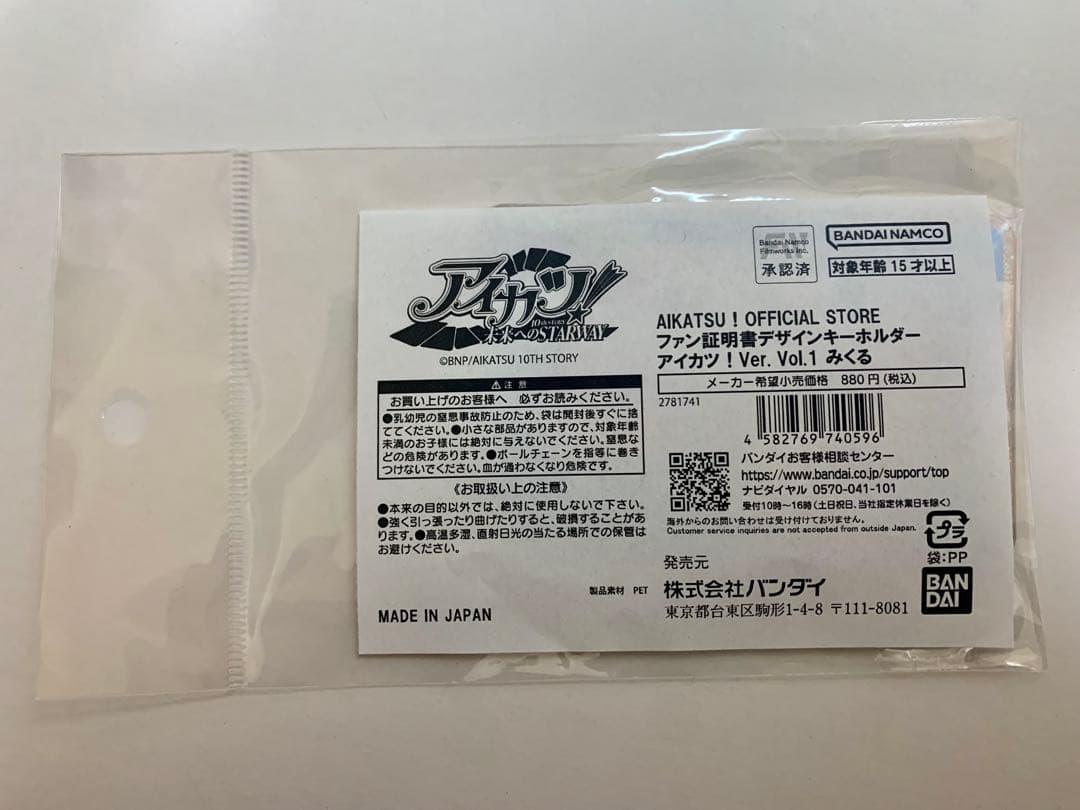 アイカツ!
10th STORY
未来へのSTARWAY
©BNP/AIKATSU 10TH STORY
⚠注 意
お買い上げのお客様へ 必ずお読みください。
●乳幼児の窒息事故防止のため、袋は開封後すぐに捨
ててください。●小さな部品がありますので、対象年齢
未満のお子様には絶対に与えないでください。窒息な
どの危険があります。●ボールチェーンを指等に巻き
つけないでください。血が通わなくなり危険です。
《お取扱い上の注意》
●本来の目的以外では、絶対に使用しないで下さい。
●強く引っ張ったり曲げたりすると、破損することがあ
ります。●高温多湿、直射日光の当たる場所での保管は
お避けください。
製品素材 PET
MADE IN JAPAN
Bandai Namco
Filmworks Inc.
承認済
BANDAI NAMCO
対象年齢 15才以上
AIKATSU! OFFICIAL STORE
ファン証明書デザインキーホルダー
アイカツ!Ver. Vol.1 みくる
メーカー希望小売価格 880円(税込)
2781741
4 582769 740596
バンダイお客様相談センター
https://www.bandai.co.jp/support/top
ナビダイヤル 0570-041-101
受付10時~16時(土日祝日、当社指定休業日を除く)
海外からのお問い合わせは受け付けておりません。
Customer service inquiries are not accepted from outside Japan.
プラ
袋:PP
発売元
株式会社バンダイ
東京都台東区駒形1-4-8 〒111-8081
BAN
DAI